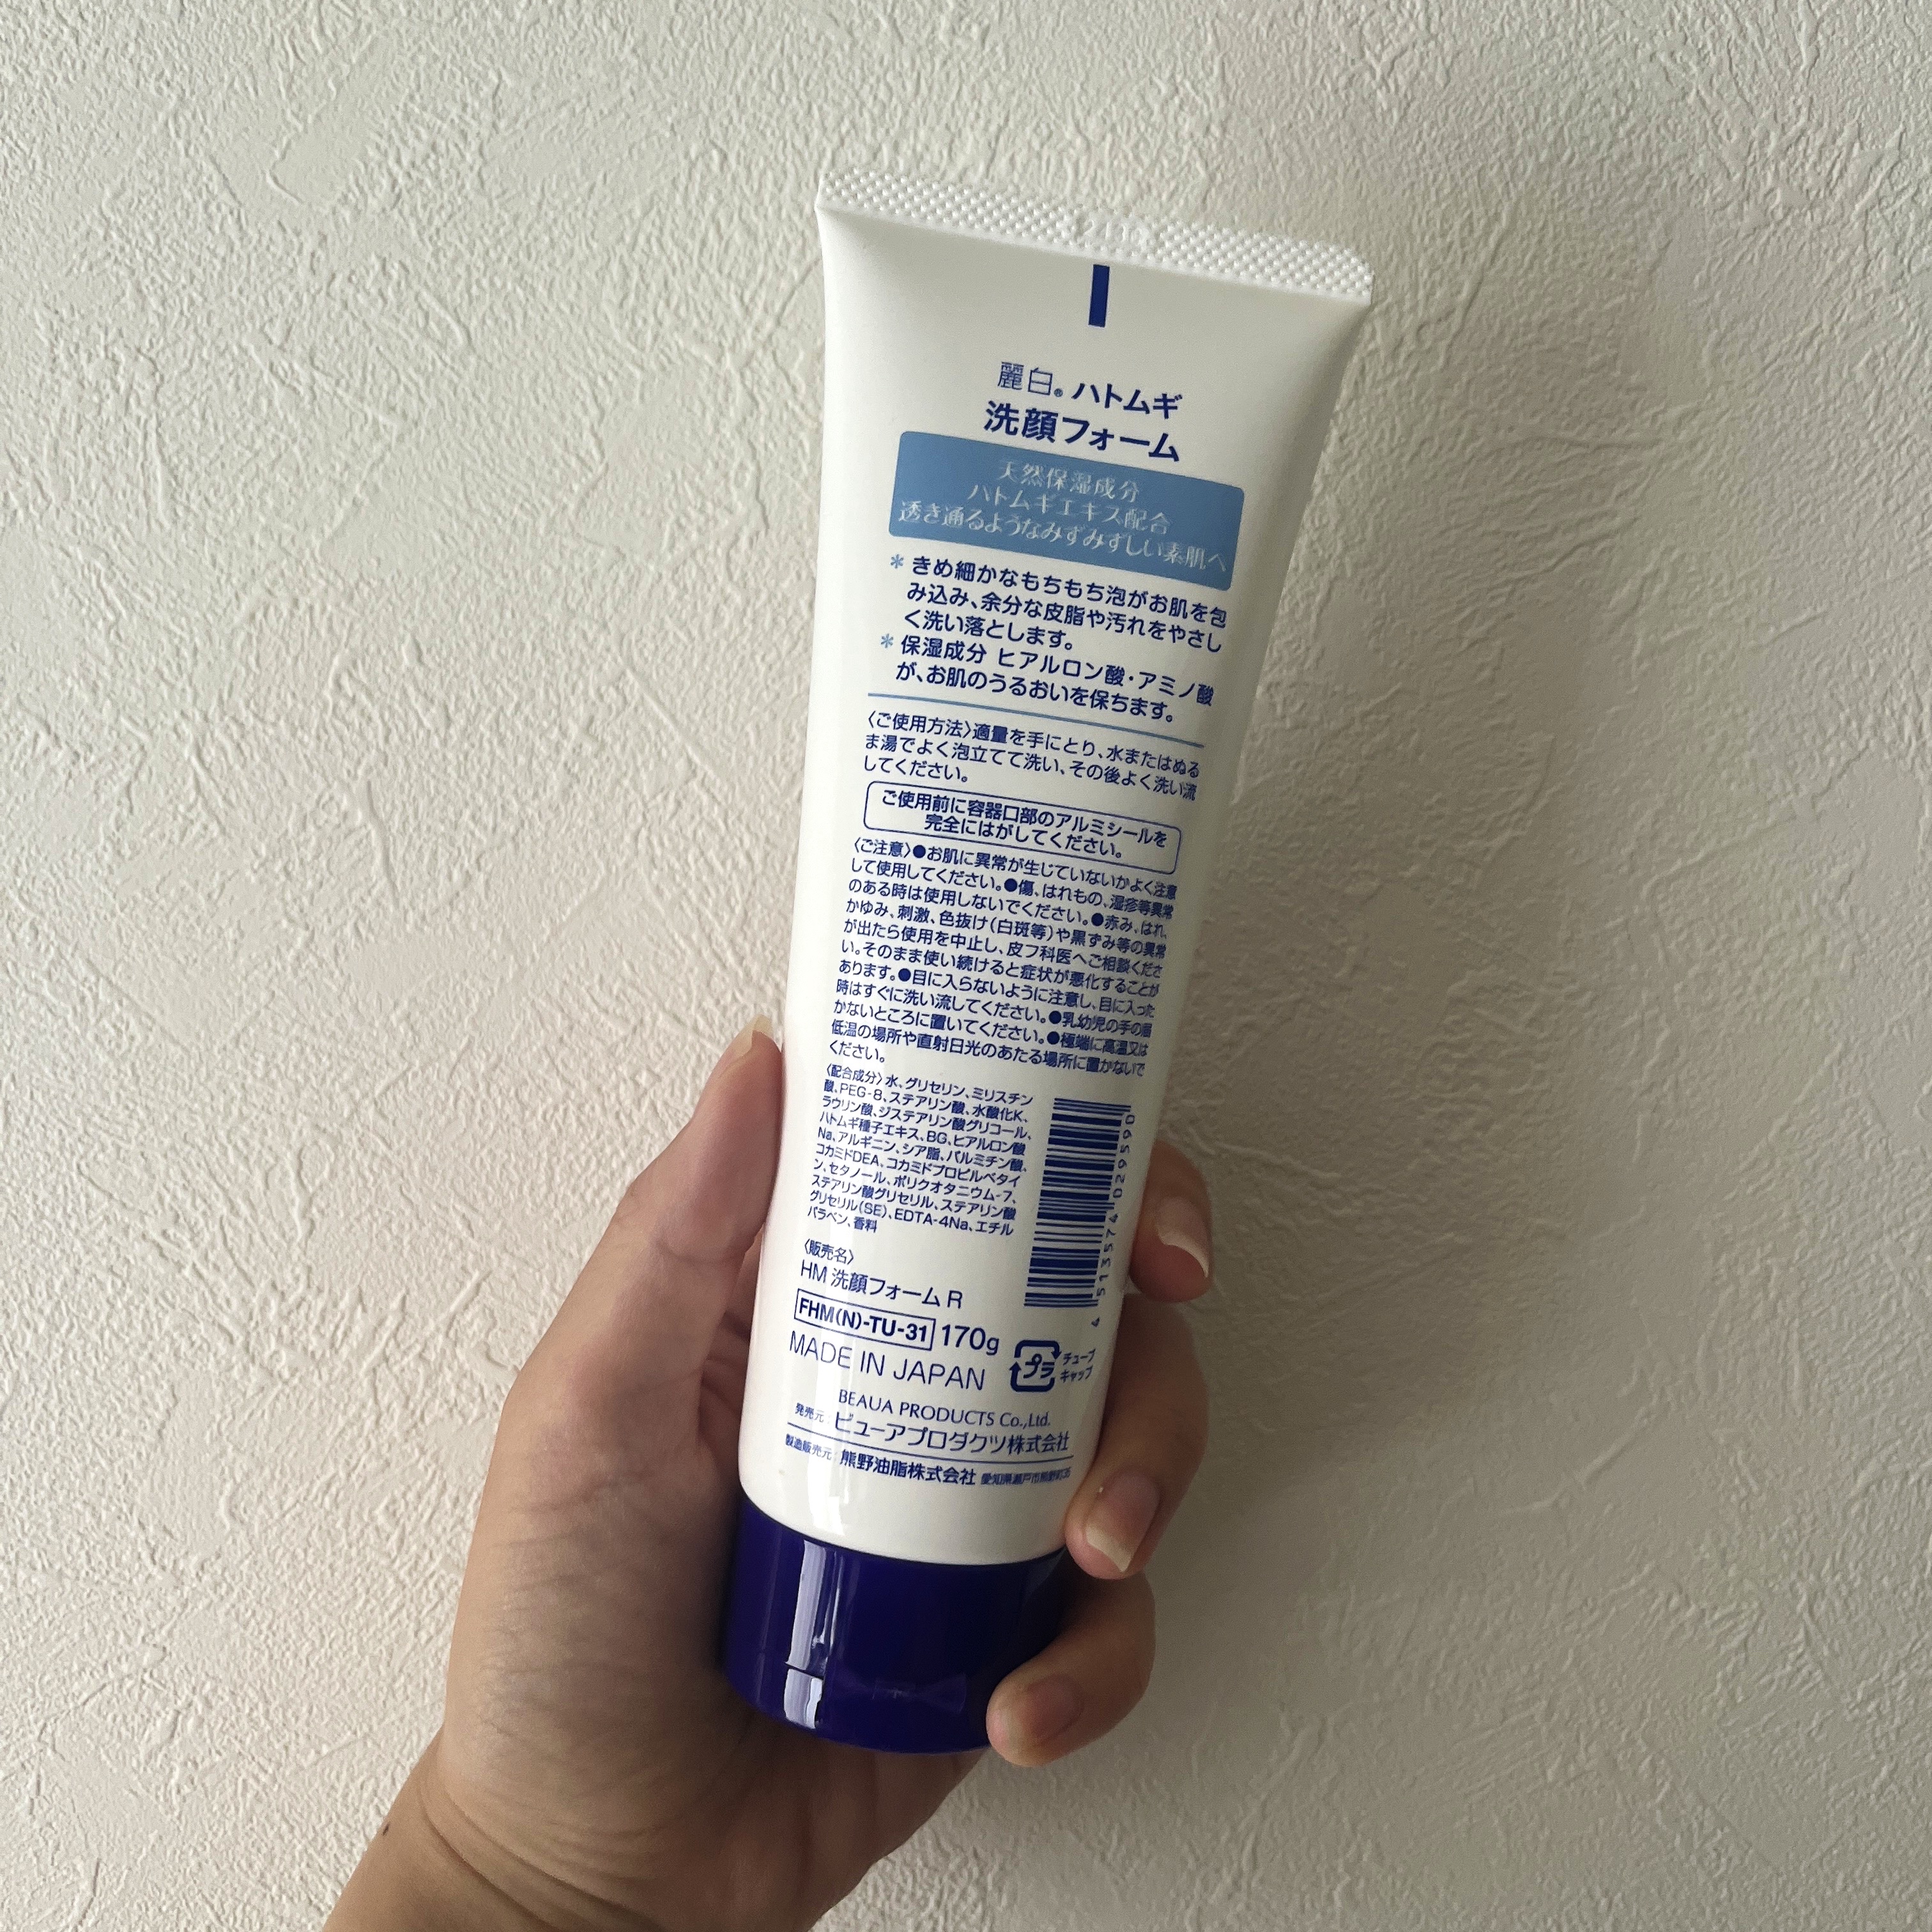 麗白® ハトムギ
洗顔フォーム
天然保湿成分
ハトムギエキス配合
透き通るようなみずみずしい素肌へ
＊きめ細かなもちもち泡がお肌を包
み込み、余分な皮脂や汚れをやさし
く洗い落とします。
＊保湿成分 ヒアルロン酸・アミノ酸
が、お肌のうるおいを保ちます。
〈ご使用方法〉適量を手にとり、水またはぬる
ま湯でよく泡立てて洗い、その後よく洗い流
してください。
ご使用前に容器口部のアルミシールを
完全にはがしてください。
〈ご注意〉●お肌に異常が生じていないかよく注意
して使用してください。●傷、はれもの、湿疹等異常
のある時は使用しないでください。●赤み、はれ、
かゆみ、刺激、色抜け(白斑等)や黒ずみ等の異常
が出たら使用を中止し、皮フ科医へご相談くださ
い。そのまま使い続けると症状が悪化することが
あります。●目に入らないように注意し、目に入った
時はすぐに洗い流してください。●乳幼児の手の届
かないところに置いてください。●極端に高温又は
低温の場所や直射日光のあたる場所に置かないで
ください。
〈配合成分〉水、グリセリン、ミリスチン
酸、PEG-8、ステアリン酸、水酸化K、
ラウリン酸、ジステアリン酸グリコール、
ハトムギ種子エキス、BG、ヒアルロン酸
Na、アルギニン、シア脂、パルミチン酸、
コカミドDEA、コカミドプロピルベタイ
ン、セタノール、ポリクオタニウム-7、
ステアリン酸グリセリル、ステアリン酸
グリセリル(SE)、EDTA-4Na、エチル
パラベン、香料
4 513574 029590
〈販売名〉
HM 洗顔フォーム R
FHM(N)-TU-31 170g
MADE IN JAPAN
プラ チューブ
キャップ
BEAUA PRODUCTS Co.,Ltd.
発売元：ビューアプロダクツ株式会社
製造販売元：熊野油脂株式会社 愛知県瀬戸市